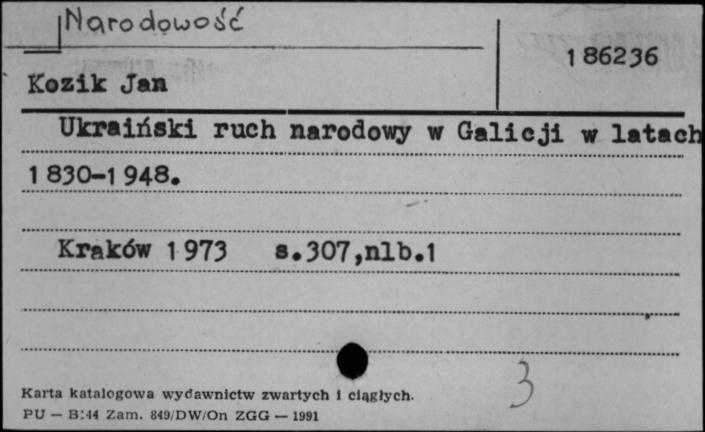 Narodowość
186236
Kozik Jan
Ukraiński ruch narodowy w Galicji w latach
1830-1948.
Kraków 1973 s.307,nlb.1
3
Karta katalogowa wydawnictw zwartych i ciągłych.
PU — B:44 Zam. 849/DW/On ZGG — 1991